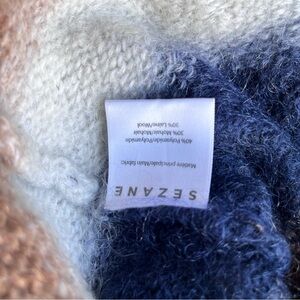 SEZANE
Matière principale/Main fabric
40% Polyamide/Polyamide
30% Mohair/Mohair
30% Laine/Wool